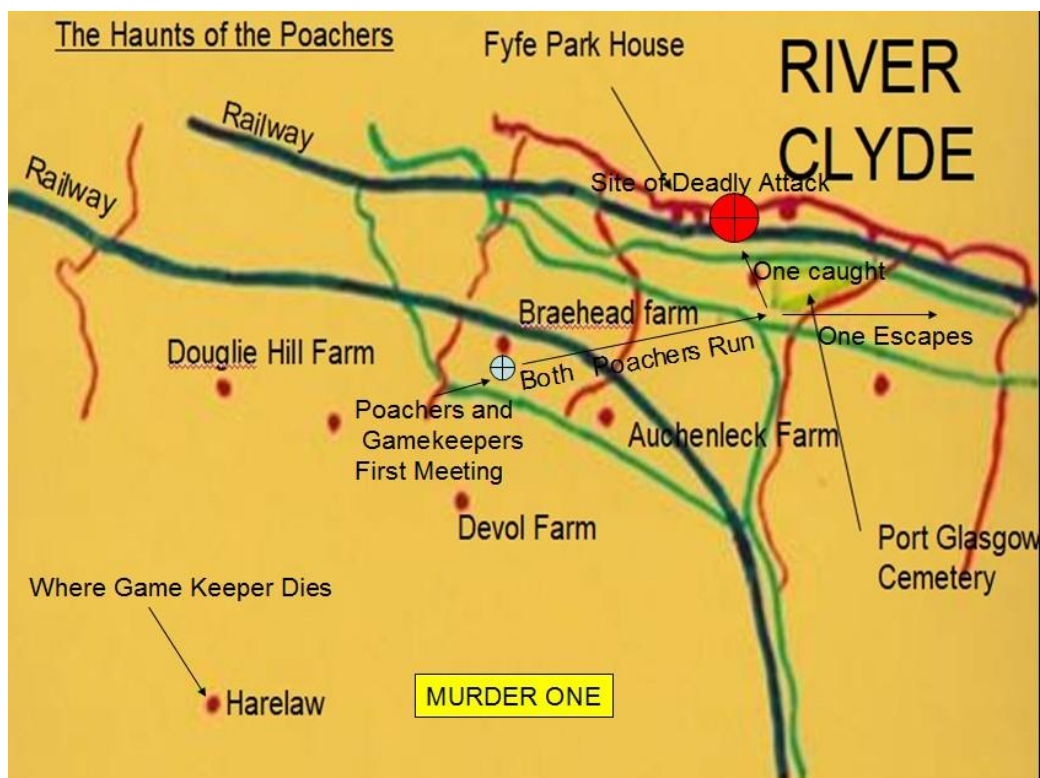 The Haunts of the Poachers
Fyfe Park House
RIVER
CLYDE
Railway
Railway
Site of Deadly Attack
One caught
Braehead farm
One Escapes
Both Poachers Run
Douglie Hill Farm
Poachers and
Gamekeepers
First Meeting
Auchenleck Farm
Devol Farm
Port Glasgow
Cemetery
Where Game Keeper Dies
Harelaw
MURDER ONE